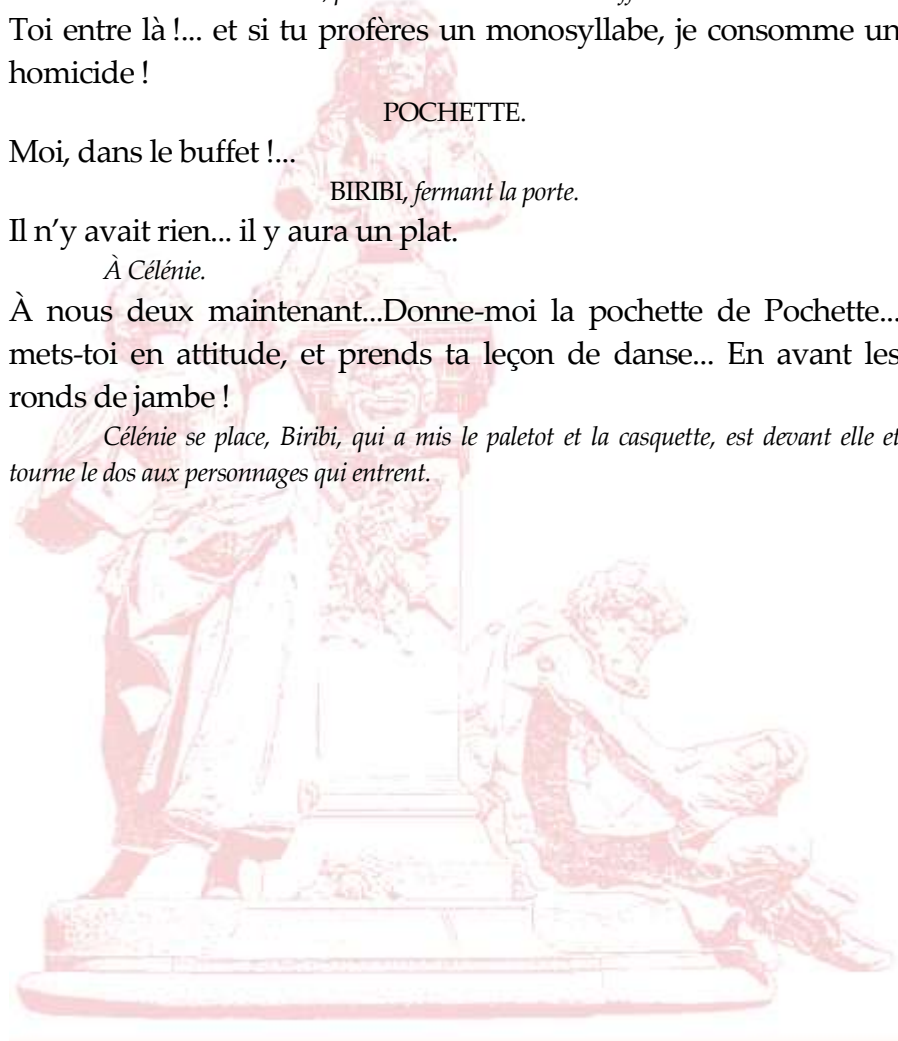 Toi entre là !... et si tu profères un monosyllabe, je consomme un
homicide !
POCHETTE.
Moi, dans le buffet !...
BIRIBI, fermant la porte.
Il n’y avait rien... il y aura un plat.
À Célénie.
À nous deux maintenant...Donne-moi la pochette de Pochette...
mets-toi en attitude, et prends ta leçon de danse... En avant les
ronds de jambe !
Célénie se place, Biribi, qui a mis le paletot et la casquette, est devant elle et
tourne le dos aux personnages qui entrent.